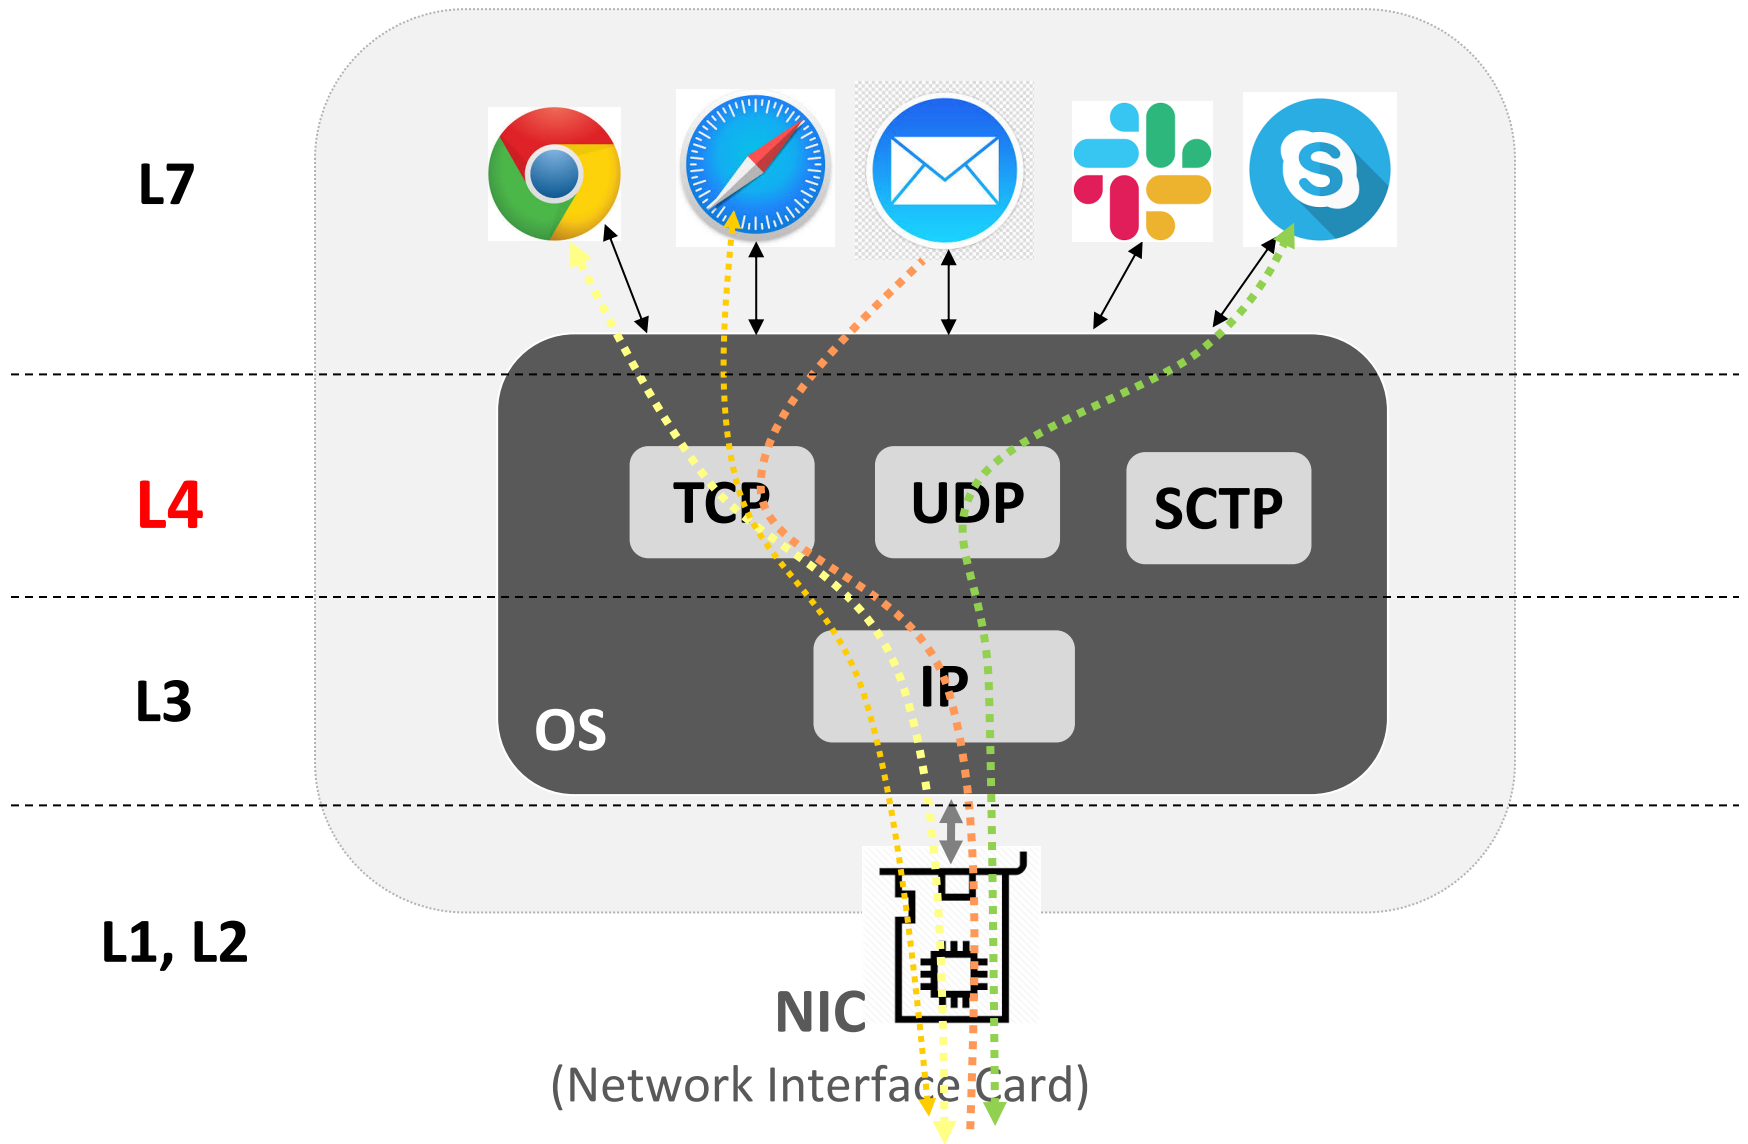 L7
S
L4
TCP
UDP
SCTP
L3
IP
OS
L1, L2
NIC
(Network Interface Card)